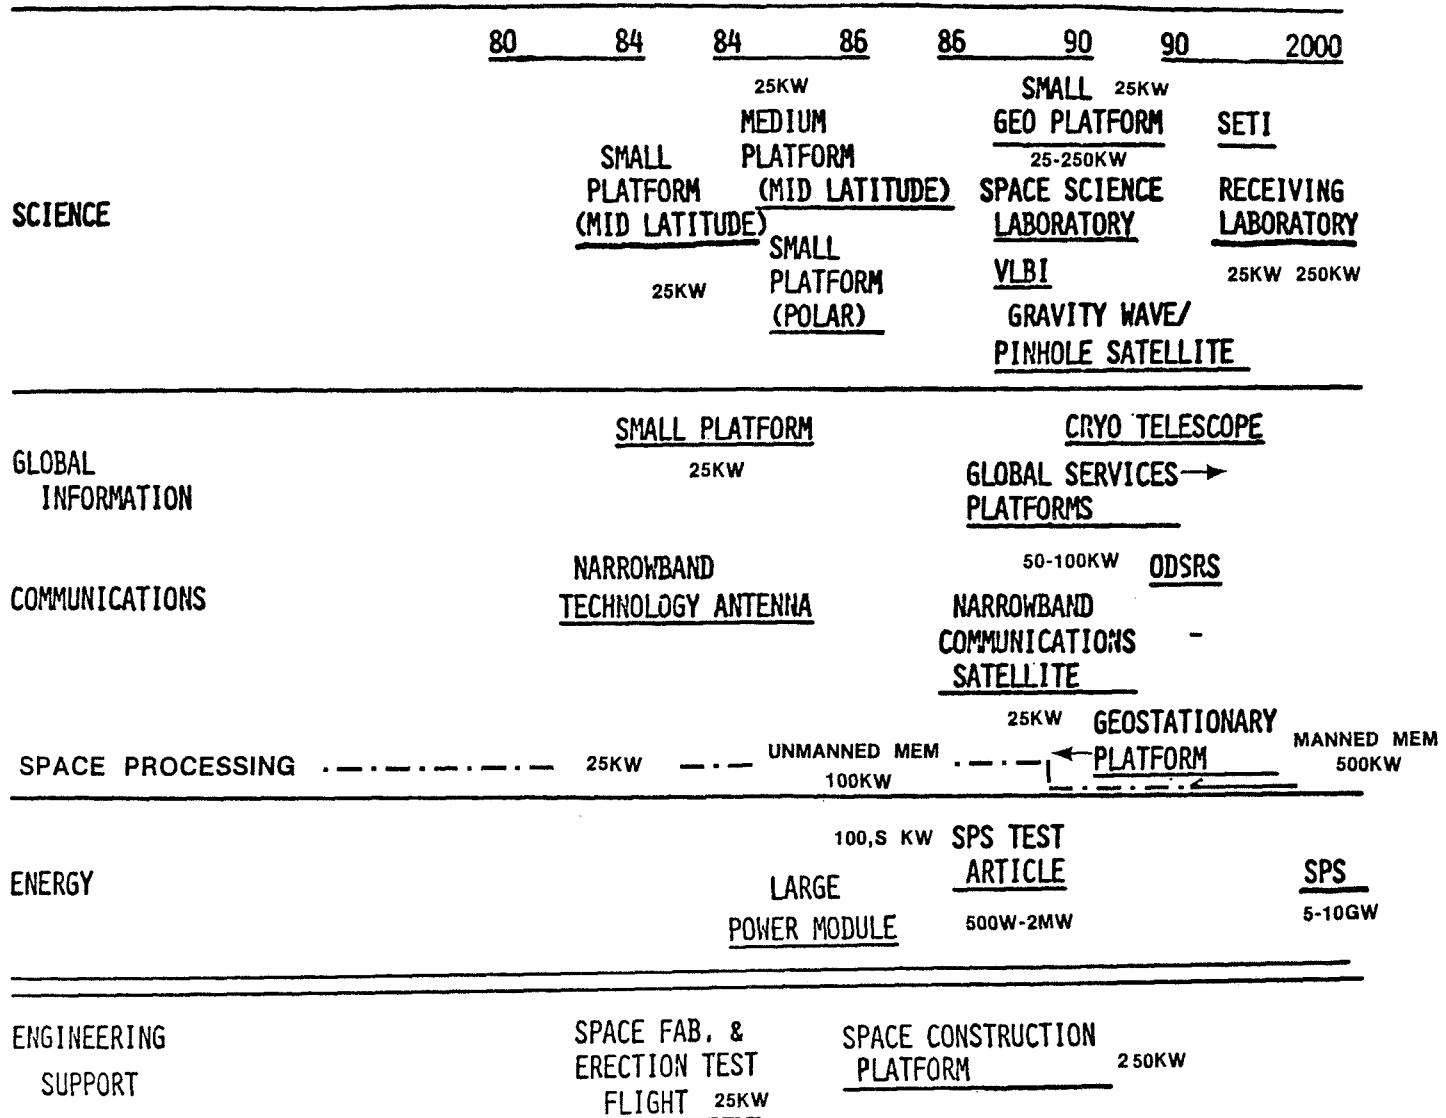 80 84 84 86 86 90 90 2000
SCIENCE
SMALL
PLATFORM
(MID LATITUDE)
25KW
25KW
MEDIUM
PLATFORM
(MID LATITUDE)
SMALL
PLATFORM
(POLAR)
SMALL 25KW
GEO PLATFORM
25-250KW
SPACE SCIENCE
LABORATORY
VLBI
GRAVITY WAVE/
PINHOLE SATELLITE
SETI
RECEIVING
LABORATORY
25KW 250KW
GLOBAL
INFORMATION
SMALL PLATFORM
25KW
CRYO TELESCOPE
GLOBAL SERVICES→
PLATFORMS
50-100KW
COMMUNICATIONS
NARROWBAND
TECHNOLOGY ANTENNA
ODSRS
NARROWBAND
COMMUNICATIONS
SATELLITE
25KW
GEOSTATIONARY
PLATFORM
SPACE PROCESSING
25KW
UNMANNED MEM
100KW
MANNED MEM
500KW
ENERGY
LARGE
POWER MODULE
100,S KW
SPS TEST
ARTICLE
500W-2MW
SPS
5-10GW
ENGINEERING
SUPPORT
SPACE FAB. &
ERECTION TEST
FLIGHT 25KW
SPACE CONSTRUCTION
PLATFORM
250KW